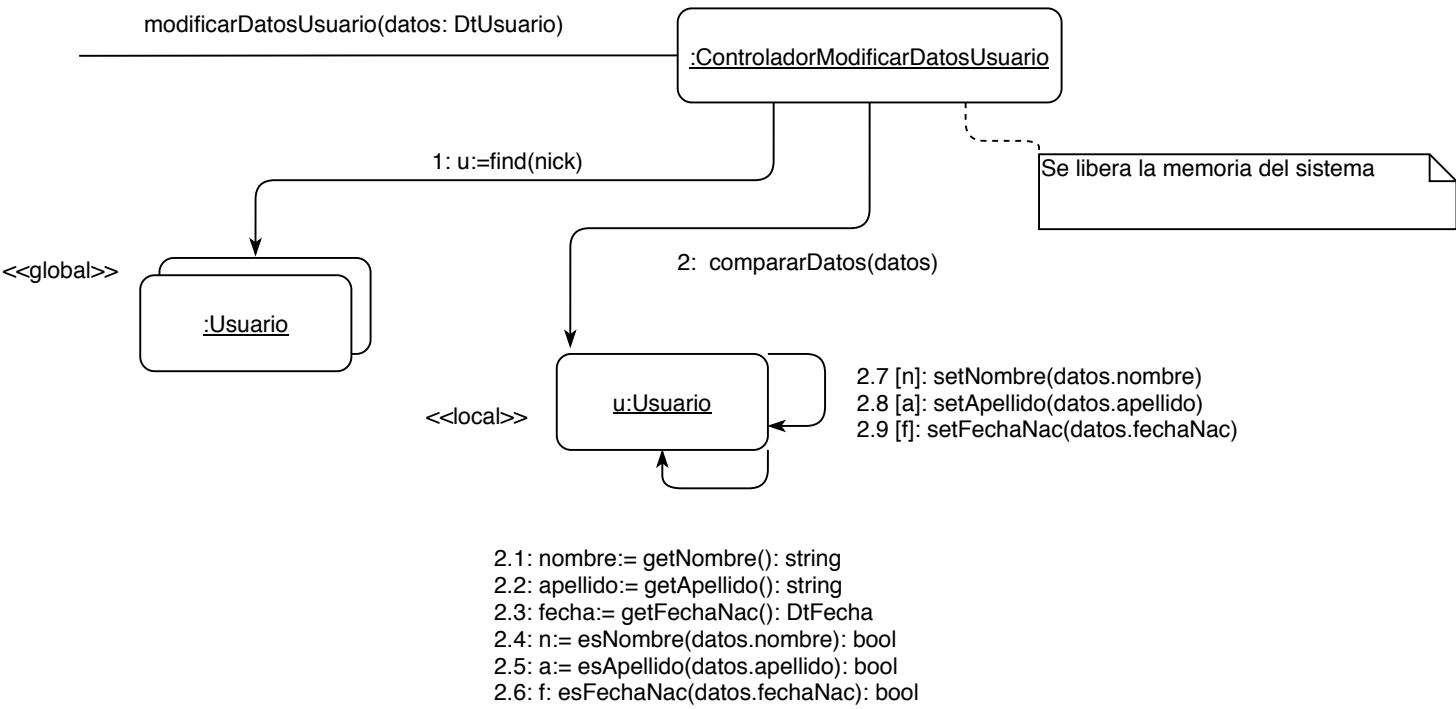 modificarDatosUsuario(datos: DtUsuario)
:ControladorModificarDatosUsuario
1: u:=find(nick)
Se libera la memoria del sistema
<<global>>
:Usuario
2:  compararDatos(datos)
<<local>>
u:Usuario
2.7 [n]: setNombre(datos.nombre)
2.8 [a]: setApellido(datos.apellido)
2.9 [f]: setFechaNac(datos.fechaNac)
2.1: nombre:= getNombre(): string
2.2: apellido:= getApellido(): string
2.3: fecha:= getFechaNac(): DtFecha
2.4: n:= esNombre(datos.nombre): bool
2.5: a:= esApellido(datos.apellido): bool
2.6: f: esFechaNac(datos.fechaNac): bool